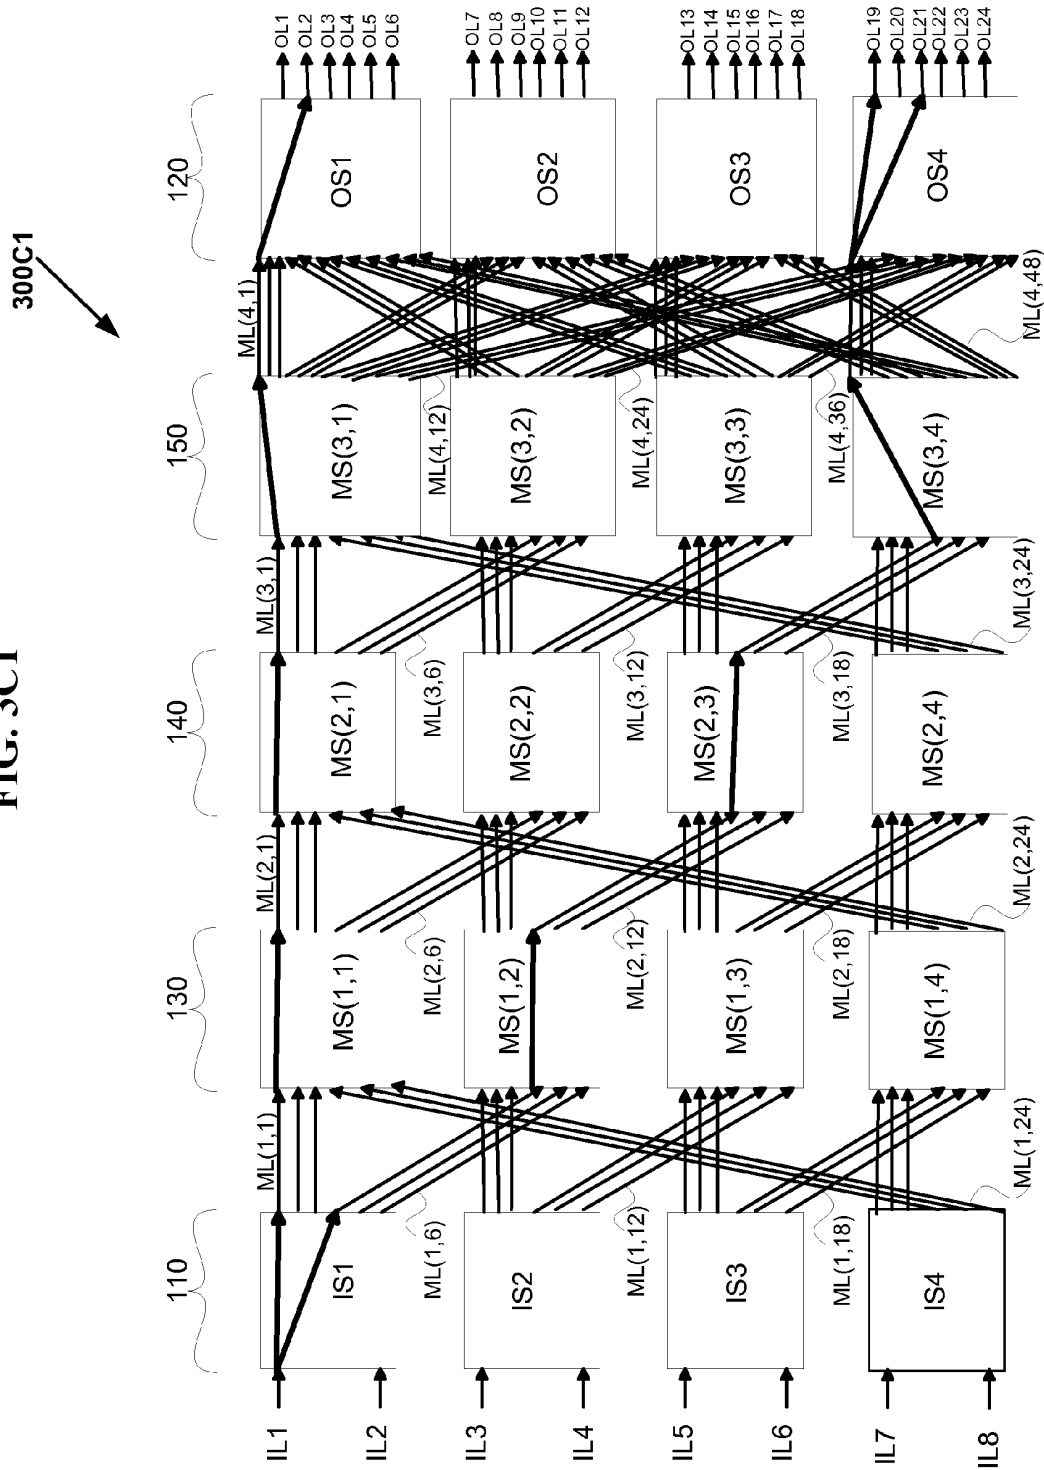 300C1
FIG. 3C1
110
130
140
150
120
IL1
IL2
IS1
ML(1,1)
ML(1,6)
MS(1,1)
ML(2,1)
ML(2,6)
MS(2,1)
ML(3,1)
ML(3,6)
MS(3,1)
ML(4,1)
ML(4,12)
OS1
OL1
OL2
OL3
OL4
OL5
OL6
IL3
IL4
IS2
ML(1,12)
MS(1,2)
ML(2,12)
MS(2,2)
ML(3,12)
MS(3,2)
ML(4,24)
OS2
OL7
OL8
OL9
OL10
OL11
OL12
IL5
IL6
IS3
ML(1,18)
MS(1,3)
ML(2,18)
MS(2,3)
ML(3,18)
MS(3,3)
ML(4,36)
OS3
OL13
OL14
OL15
OL16
OL17
OL18
IL7
IL8
IS4
ML(1,24)
MS(1,4)
ML(2,24)
MS(2,4)
ML(3,24)
MS(3,4)
ML(4,48)
OS4
OL19
OL20
OL21
OL22
OL23
OL24